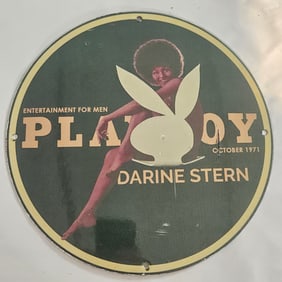 ENTERTAINMENT FOR MEN
PLAYBOY
OCTOBER 1971
DARINE STERN